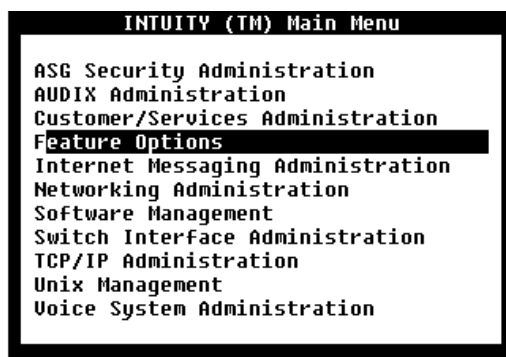 INTUITY (TM) Main Menu
ASG Security Administration
AUDIX Administration
Customer/Services Administration
Feature Options
Internet Messaging Administration
Networking Administration
Software Management
Switch Interface Administration
TCP/IP Administration
Unix Management
Voice System Administration